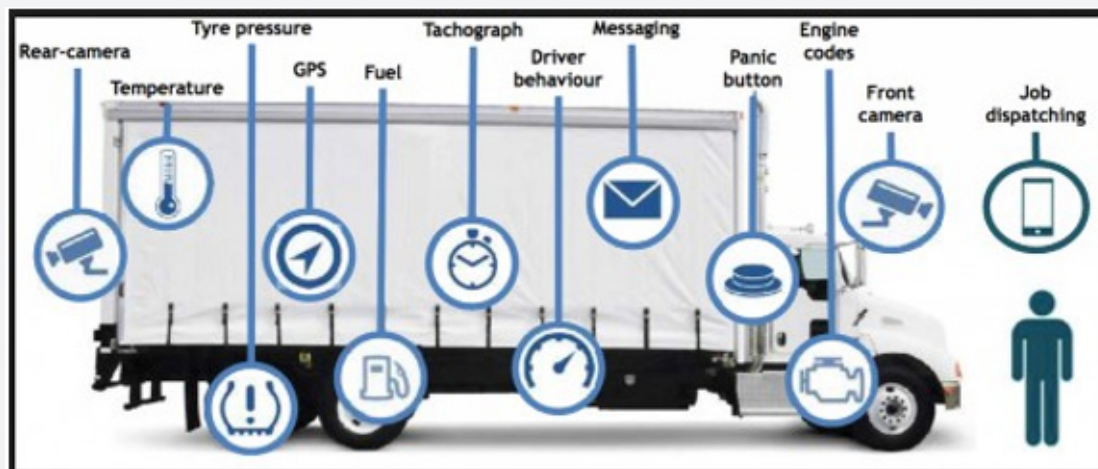 Rear-camera
Temperature
Tyre pressure
GPS
Fuel
Tachograph
Driver
behaviour
Messaging
Panic
button
Engine
codes
Front
camera
Job
dispatching